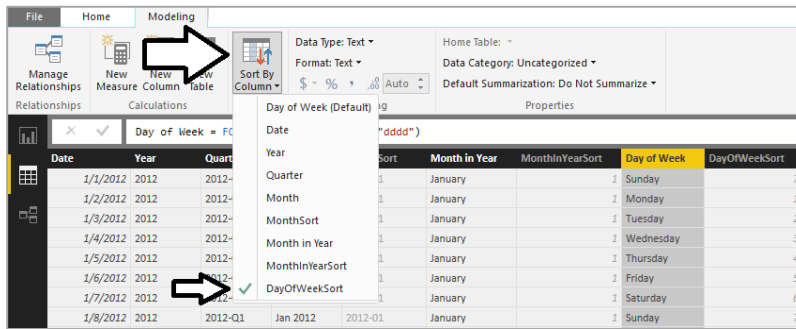 File Home Modeling
Data Type: Text Home Table:
Format: Text Data Category: Uncategorized
$ % , .00 Auto Default Summarization: Do Not Summarize
Manage New New New Sort By
Relationships Measure Column Table Column
Relationships Calculations Properties
Day of Week (Default)
Date
Year
Quarter
Month
MonthSort
Month in Year
MonthInYearSort
DayOfWeekSort
Day of Week = "dddd")
Date Year Month in Year MonthInYearSort Day of Week DayOfWeekSort
1/1/2012 2012 January 1 Sunday
1/2/2012 2012 January 1 Monday
1/3/2012 2012 January 1 Tuesday
1/4/2012 2012 January 1 Wednesday
1/5/2012 2012 January 1 Thursday
1/6/2012 2012 January 1 Friday
1/7/2012 2012 January 1 Saturday
1/8/2012 2012 2012-Q1 Jan 2012 2012-01 January 1 Sunday